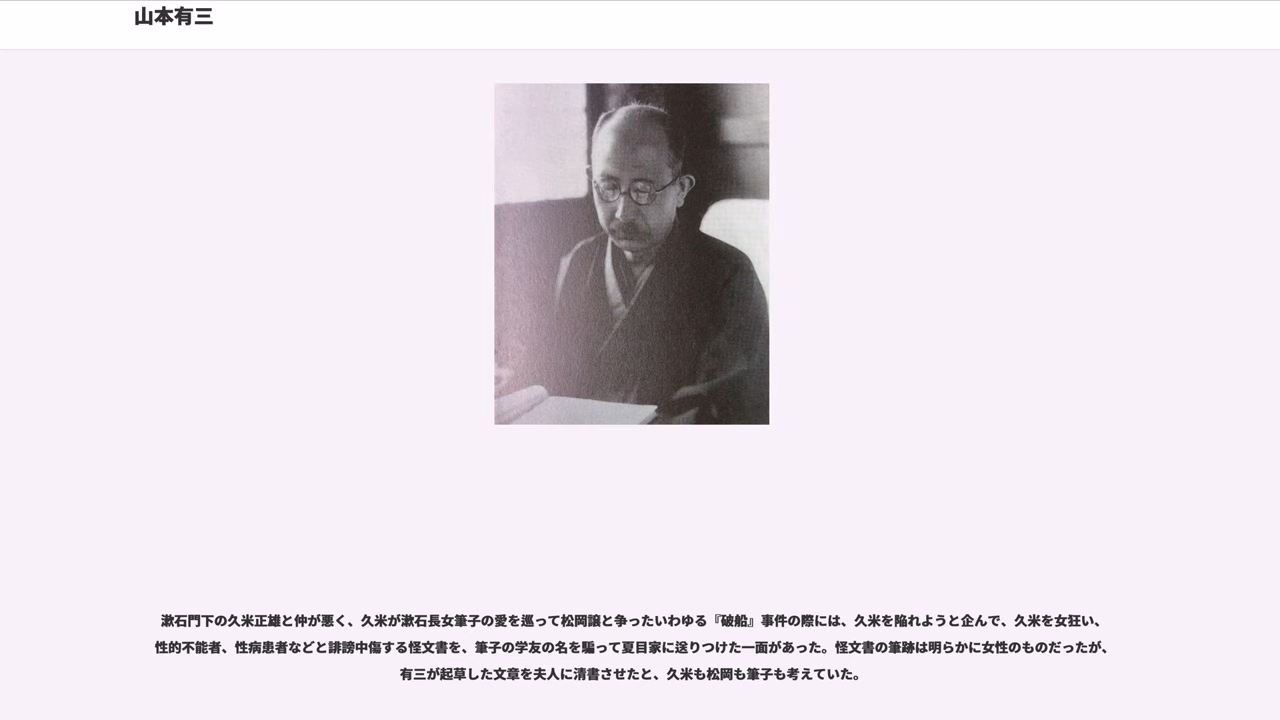 山本有三
漱石門下の久米正雄と仲が悪く、久米が漱石長女筆子の愛を巡って松岡譲と争ったいわゆる『破船』事件の際には、久米を陥れようと企んで、久米を女狂い、
性的不能者、性病患者などと誹謗中傷する怪文書を、筆子の学友の名を騙って夏目家に送りつけた一面があった。怪文書の筆跡は明らかに女性のものだったが、
有三が起草した文章を夫人に清書させたと、久米も松岡も筆子も考えていた。